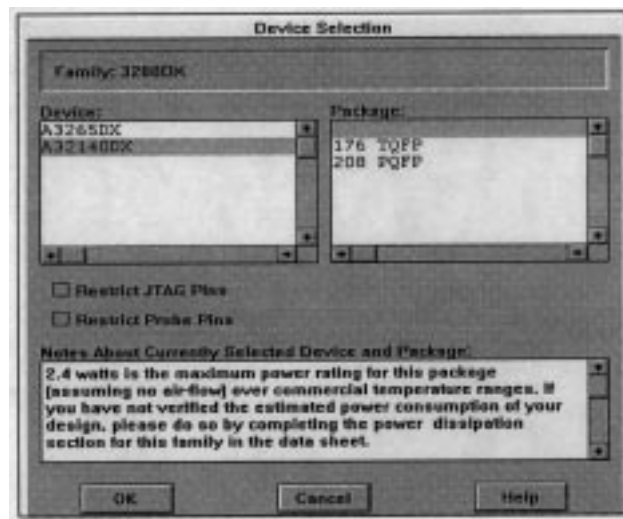 Device Selection
Family: 3200DX
Device:
Package:
A3265DX
A32140DX
176 TQFP
208 PQFP
Restrict JTAG Pins
Restrict Probe Pins
Notes About Currently Selected Device and Package:
2.4 watts is the maximum power rating for this package
(assuming no air-flow) over commercial temperature ranges. If
you have not verified the estimated power consumption of your
design, please do so by completing the power dissipation
section for this family in the data sheet.
OK
Cancel
Help